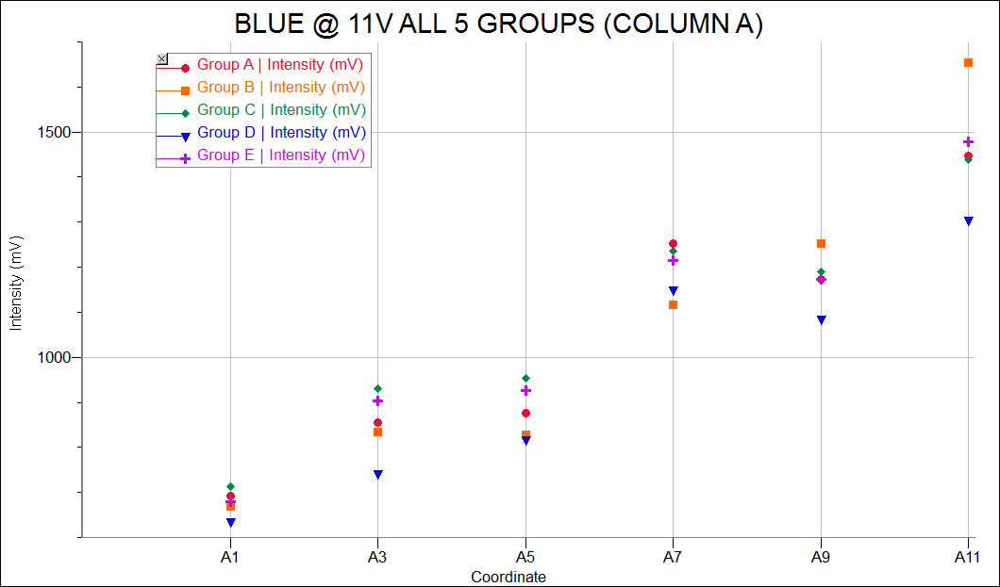 BLUE @ 11V ALL 5 GROUPS (COLUMN A)
Group A | Intensity (mV)
Group B | Intensity (mV)
Group C | Intensity (mV)
Group D | Intensity (mV)
Group E | Intensity (mV)
1500
1000
Intensity (mV)
A1 A3 A5 A7 A9 A11
Coordinate